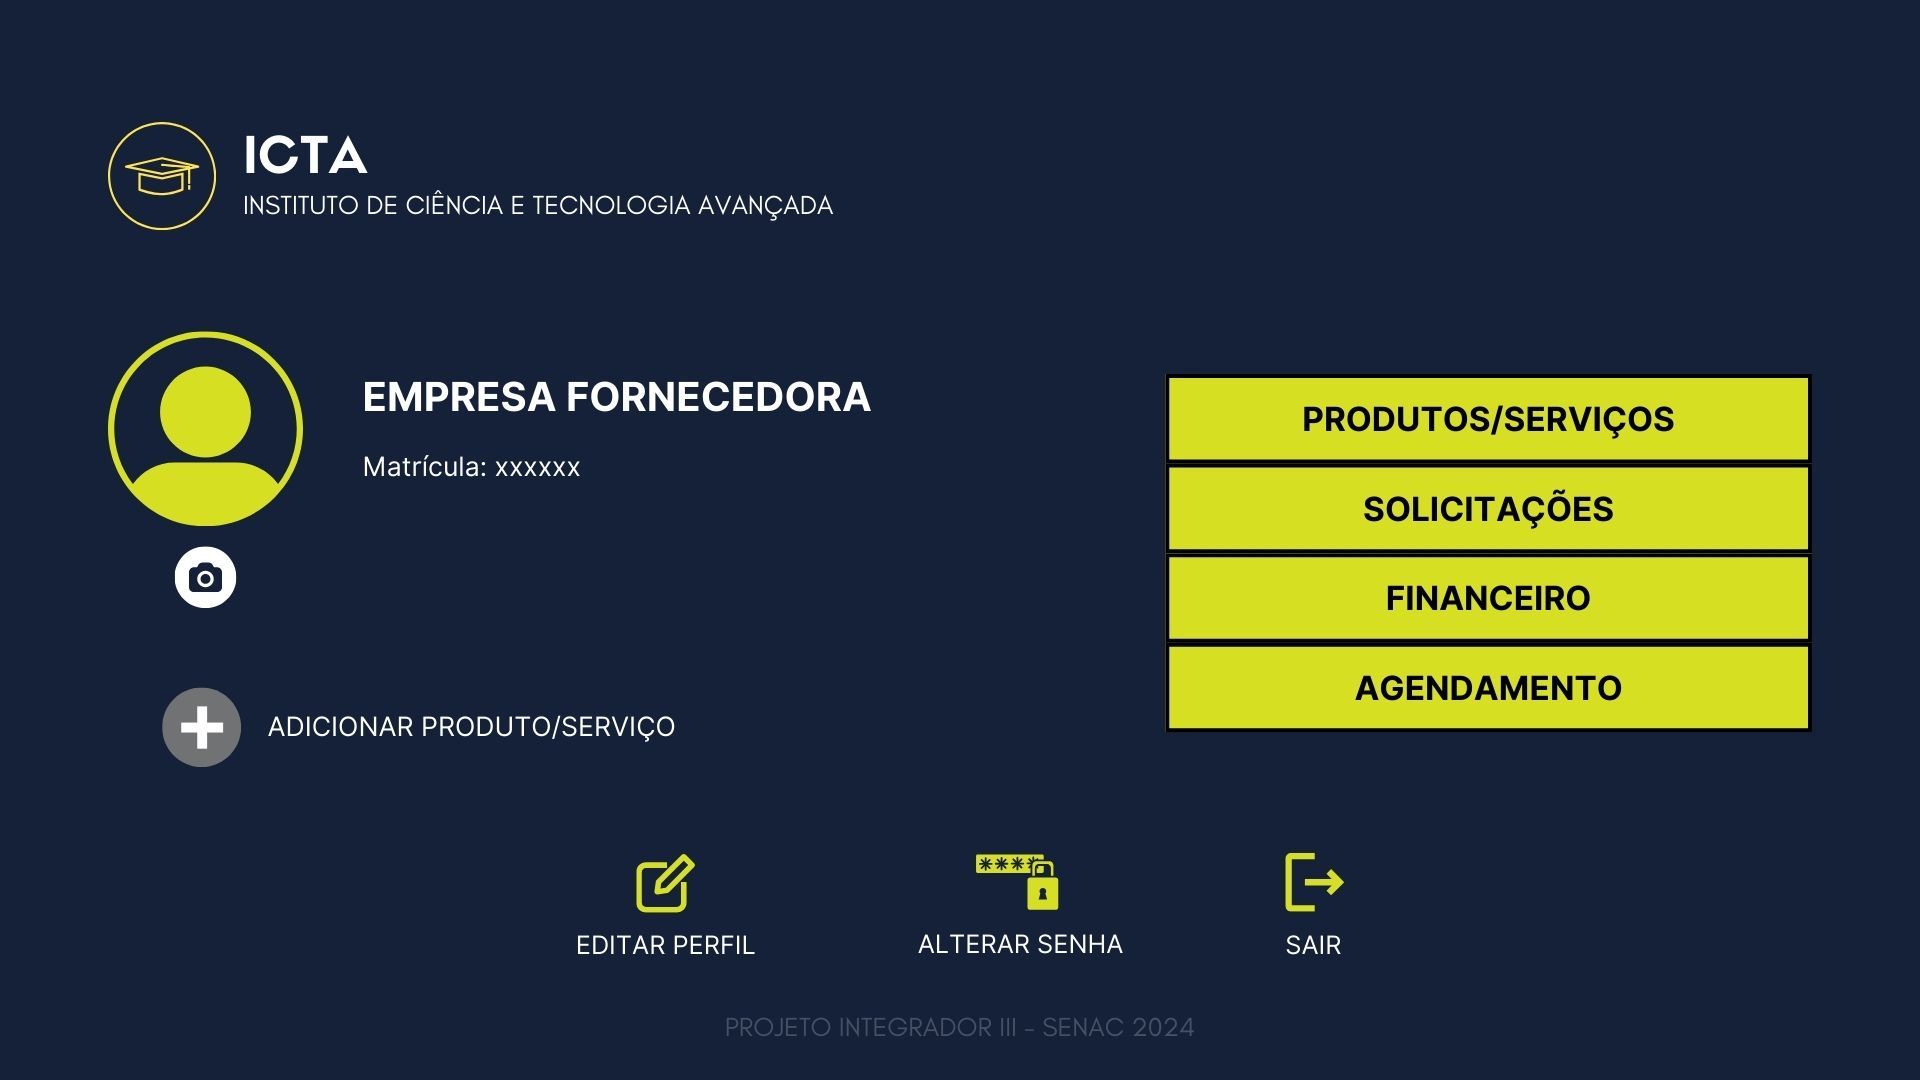 ICTA
INSTITUTO DE CIÊNCIA E TECNOLOGIA AVANÇADA
EMPRESA FORNECEDORA
Matrícula: xxxxxx
PRODUTOS/SERVIÇOS
SOLICITAÇÕES
FINANCEIRO
AGENDAMENTO
ADICIONAR PRODUTO/SERVIÇO
****
EDITAR PERFIL
ALTERAR SENHA
SAIR
PROJETO INTEGRADOR III - SENAC 2024